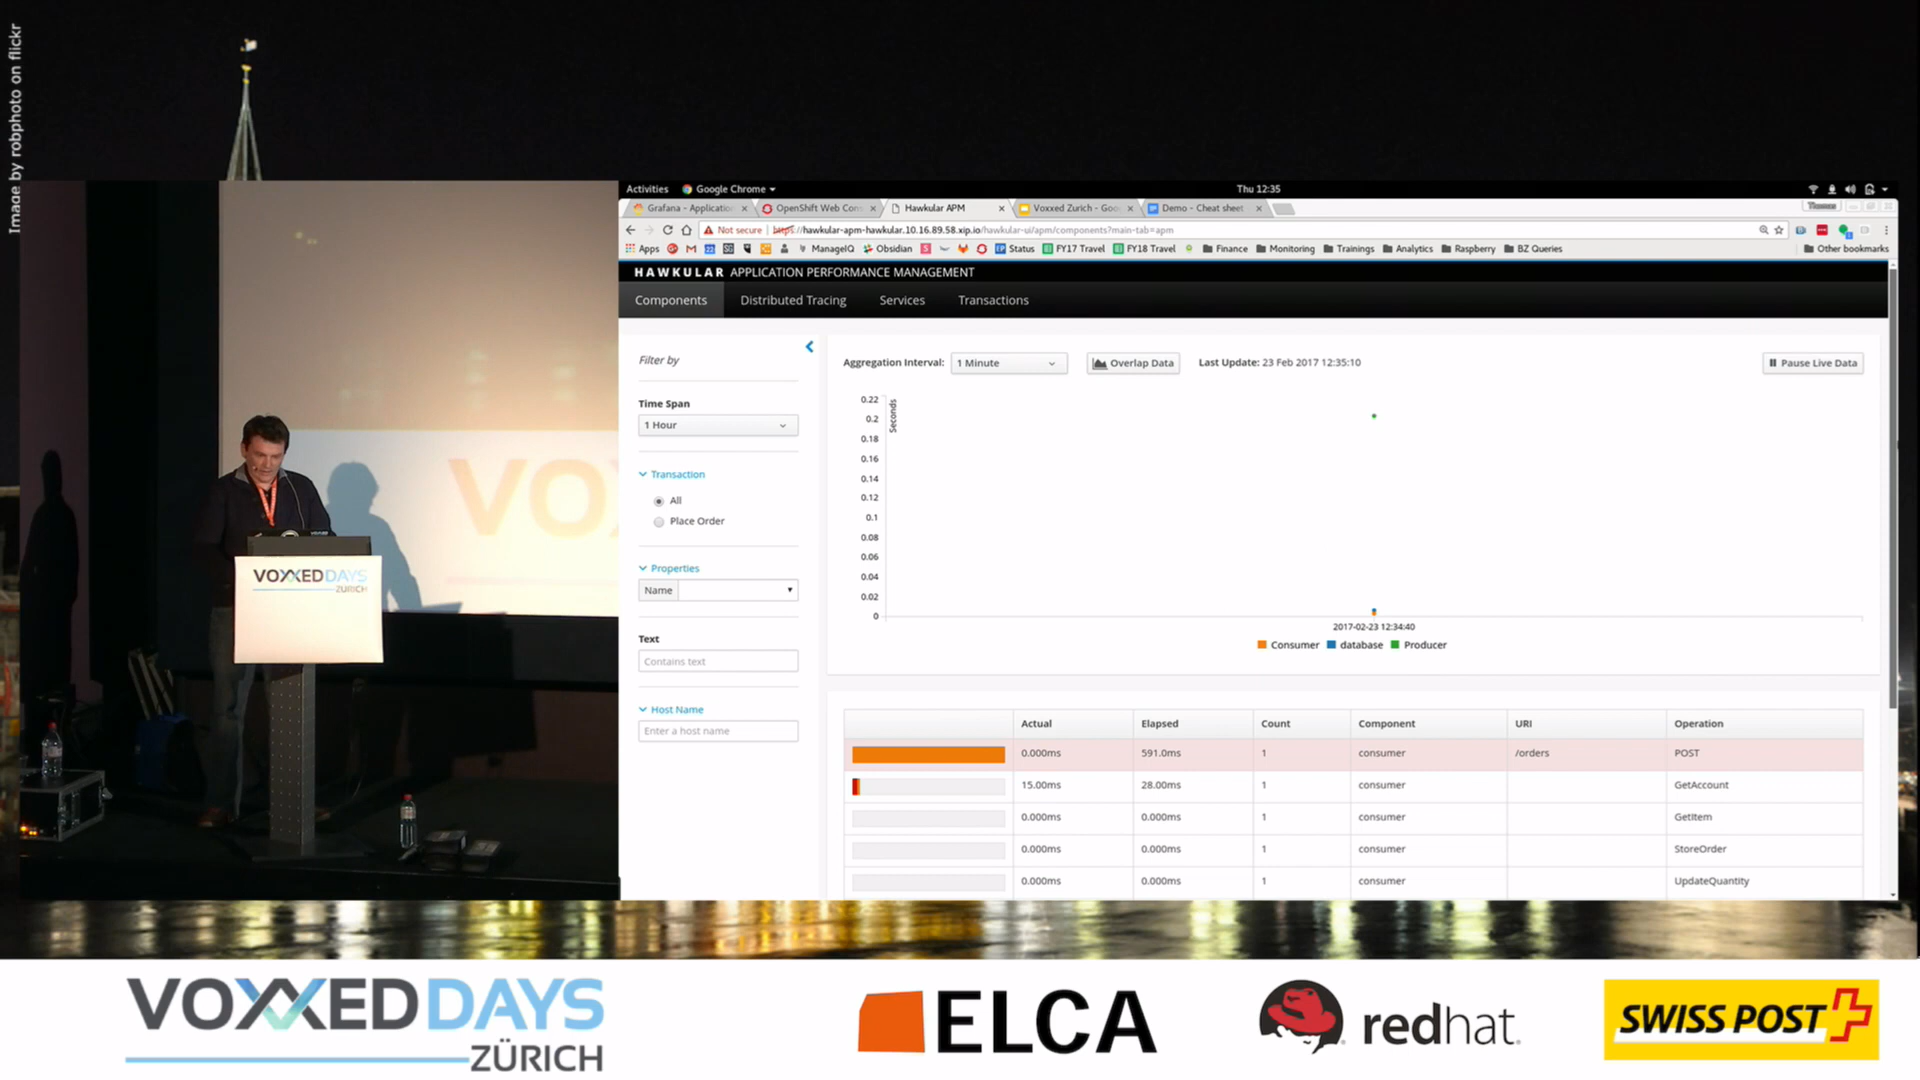 Image by robphoto on flickr
Activities Google Chrome Thu 12:35
Grafana - Application OpenShift Web Con Hawkular APM Voxxed Zurich - Goo Demo - Cheat sheet Thomas
Not secure https://hawkular-apm-hawkular.10.16.89.58.xip.io/hawkular-ui/apm/components?main-tab=apm
Apps ManageIQ Obsidian Status FY17 Travel FY18 Travel Finance Monitoring Trainings Analytics Raspberry BZ Queries Other bookmarks
HAWKULAR APPLICATION PERFORMANCE MANAGEMENT
Components Distributed Tracing Services Transactions
Filter by
Time Span
1 Hour
Transaction
All
Place Order
Properties
Name
Text
Contains text
Host Name
Enter a host name
Aggregation Interval: 1 Minute Overlap Data Last Update: 23 Feb 2017 12:35:10 Pause Live Data
Seconds
0.22
0.2
0.18
0.16
0.14
0.12
0.1
0.08
0.06
0.04
0.02
0
2017-02-23 12:34:40
Consumer database Producer
Actual Elapsed Count Component URI Operation
0.000ms 591.0ms 1 consumer /orders POST
15.00ms 28.00ms 1 consumer GetAccount
0.000ms 0.000ms 1 consumer GetItem
0.000ms 0.000ms 1 consumer StoreOrder
0.000ms 0.000ms 1 consumer UpdateQuantity
VO
VOXXED DAYS
ZÜRICH
VOXXED DAYS
ZÜRICH
ELCA
redhat.
SWISS POST